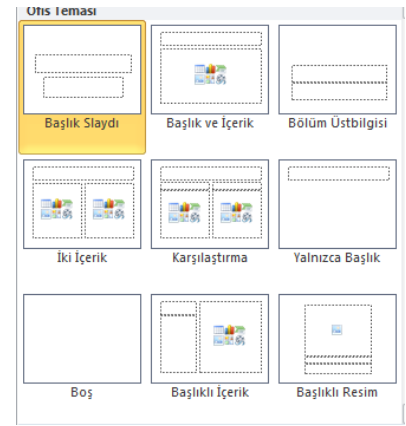 Ofis Teması
Başlık Slaydı
Başlık ve İçerik
Bölüm Üstbilgisi
İki İçerik
Karşılaştırma
Yalnızca Başlık
Boş
Başlıklı İçerik
Başlıklı Resim